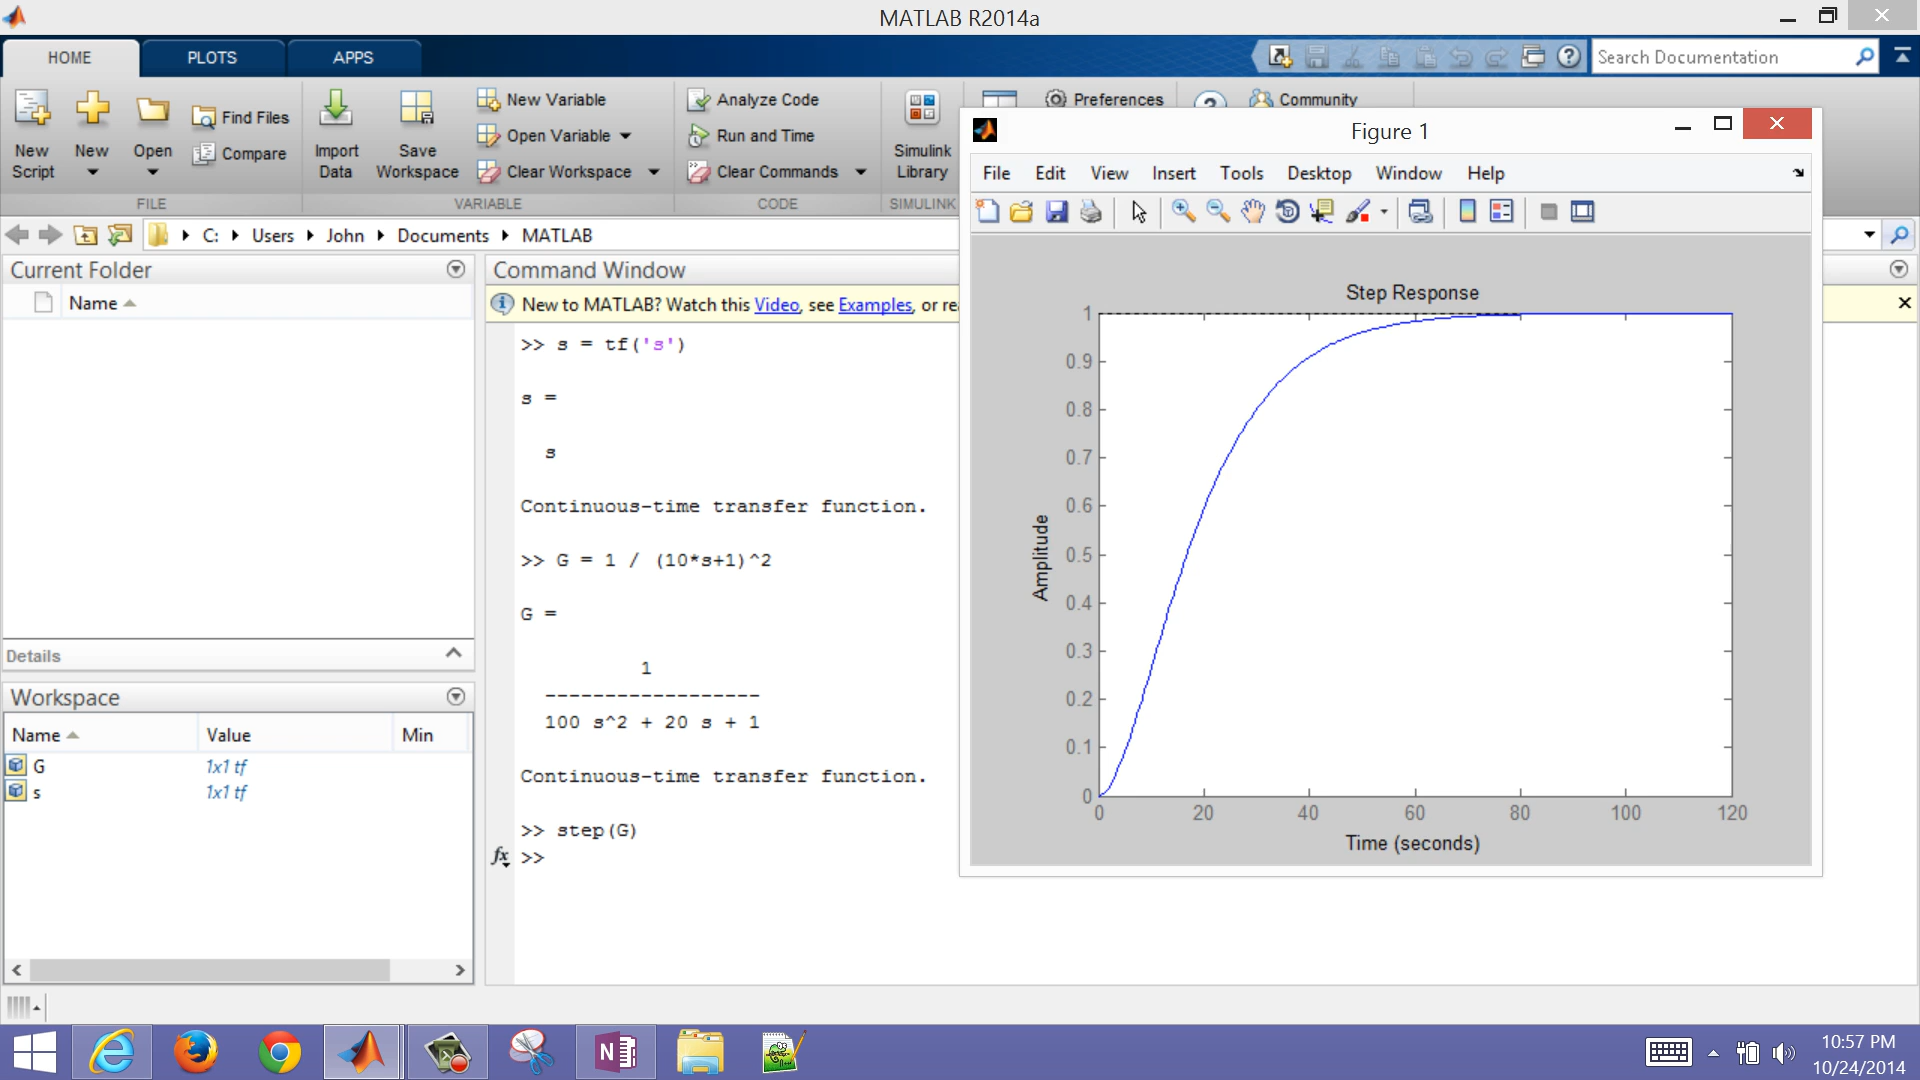 MATLAB R2014a
HOME PLOTS APPS
Search Documentation
New Script
New
Open
Find Files
Compare
Import Data
Save Workspace
New Variable
Open Variable
Clear Workspace
Analyze Code
Run and Time
Clear Commands
Simulink Library
Preferences
Community
FILE VARIABLE CODE SIMULINK
C: Users John Documents MATLAB
Current Folder
Name
Details
Workspace
Name Value Min
G 1x1 tf
s 1x1 tf
Command Window
New to MATLAB? Watch this Video, see Examples, or re
>> s = tf('s')
s =
s
Continuous-time transfer function.
>> G = 1 / (10*s+1)^2
G =
1
------------------
100 s^2 + 20 s + 1
Continuous-time transfer function.
>> step(G)
fx >>
Figure 1
File Edit View Insert Tools Desktop Window Help
Step Response
1
0.9
0.8
0.7
0.6
0.5
0.4
0.3
0.2
0.1
0
Amplitude
0 20 40 60 80 100 120
Time (seconds)
10:57 PM
10/24/2014